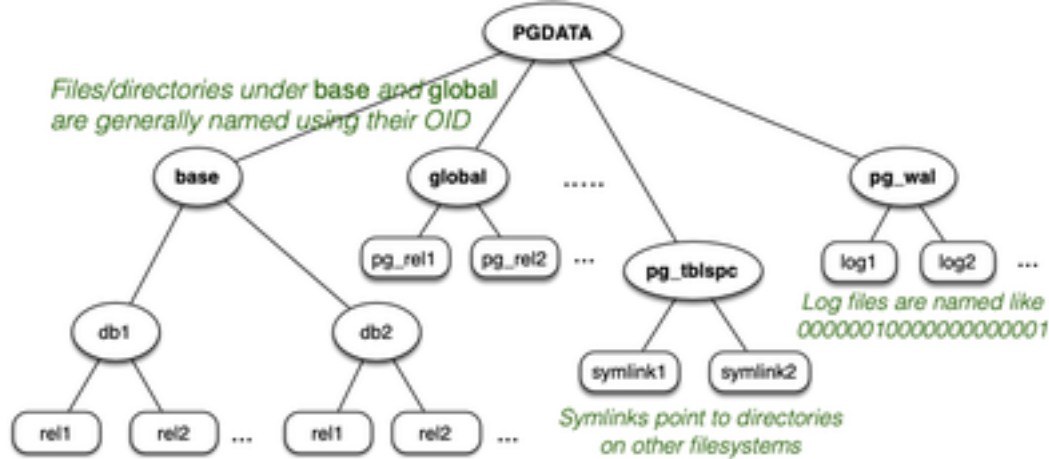 PGDATA
Files/directories under base and global
are generally named using their OID
base
global
.....
pg_wal
pg_rel1
pg_rel2
...
pg_tblspc
log1
log2
...
Log files are named like
00000010000000000001
db1
db2
symlink1
symlink2
rel1
rel2
...
rel1
rel2
...
Symlinks point to directories
on other filesystems